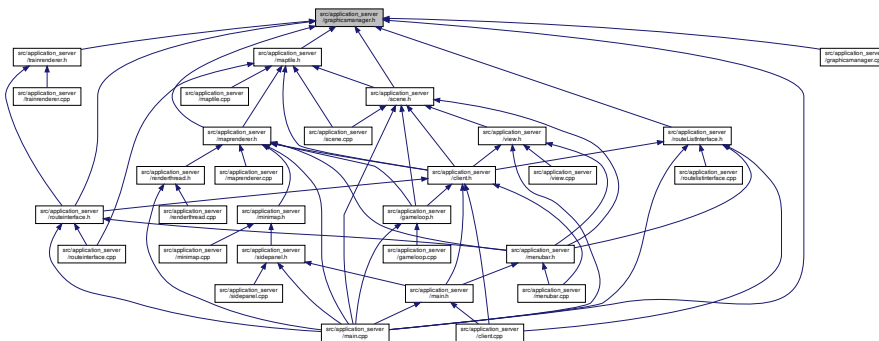 src/application_server
/graphicamanager.h
src/application_server
/trainrenderer.h
src/application_server
/maptile.h
src/application_server
/graphicamanager.cp
src/application_server
/trainrenderer.cpp
src/application_server
/maptile.cpp
src/application_server
/scene.h
src/application_server
/maprenderer.h
src/application_server
/scene.cpp
src/application_server
/view.h
src/application_server
/routeListInterface.h
src/application_server
/renderthread.h
src/application_server
/maprenderer.cpp
src/application_server
/client.h
src/application_server
/view.cpp
src/application_server
/routelistinterface.cpp
src/application_server
/routeinterface.h
src/application_server
/renderthread.cpp
src/application_server
/minimap.h
src/application_server
/gameloop.h
src/application_server
/routeinterface.cpp
src/application_server
/minimap.cpp
src/application_server
/sidepanel.h
src/application_server
/gameloop.cpp
src/application_server
/menubar.h
src/application_server
/sidepanel.cpp
src/application_server
/main.h
src/application_server
/menubar.cpp
src/application_server
/main.cpp
src/application_server
/client.cpp